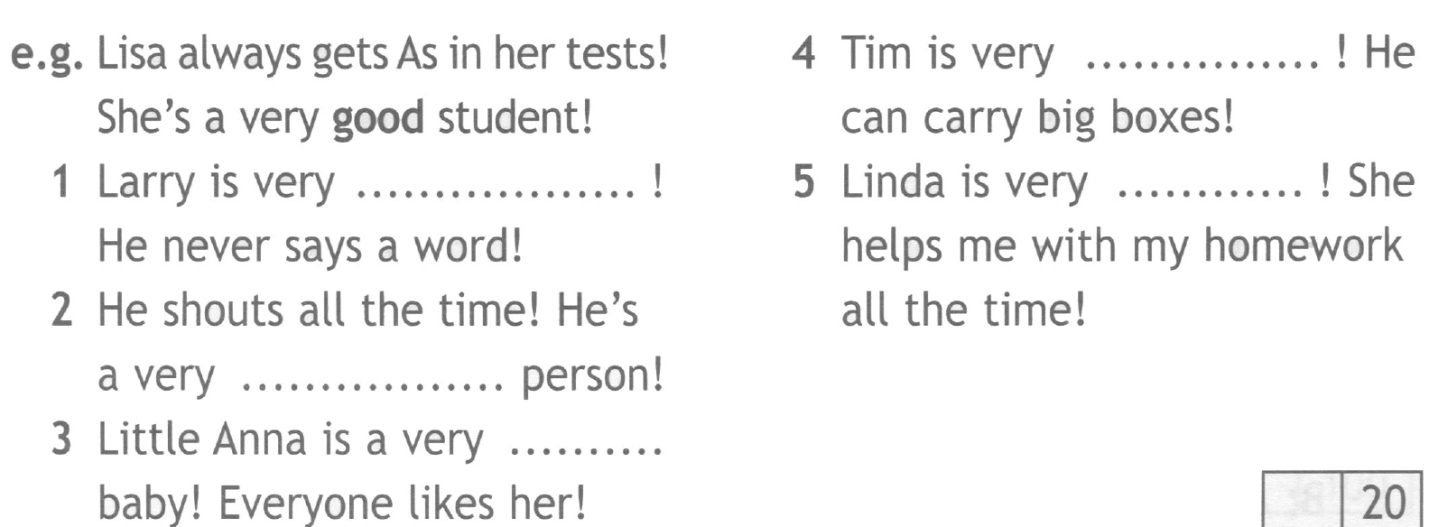 e.g. Lisa always gets As in her tests!
She's a very good student!
1 Larry is very .................. !
He never says a word!
2 He shouts all the time! He's
a very ................. person!
3 Little Anna is a very ..........
baby! Everyone likes her!
4 Tim is very ............... ! He
can carry big boxes!
5 Linda is very ............ ! She
helps me with my homework
all the time!
20